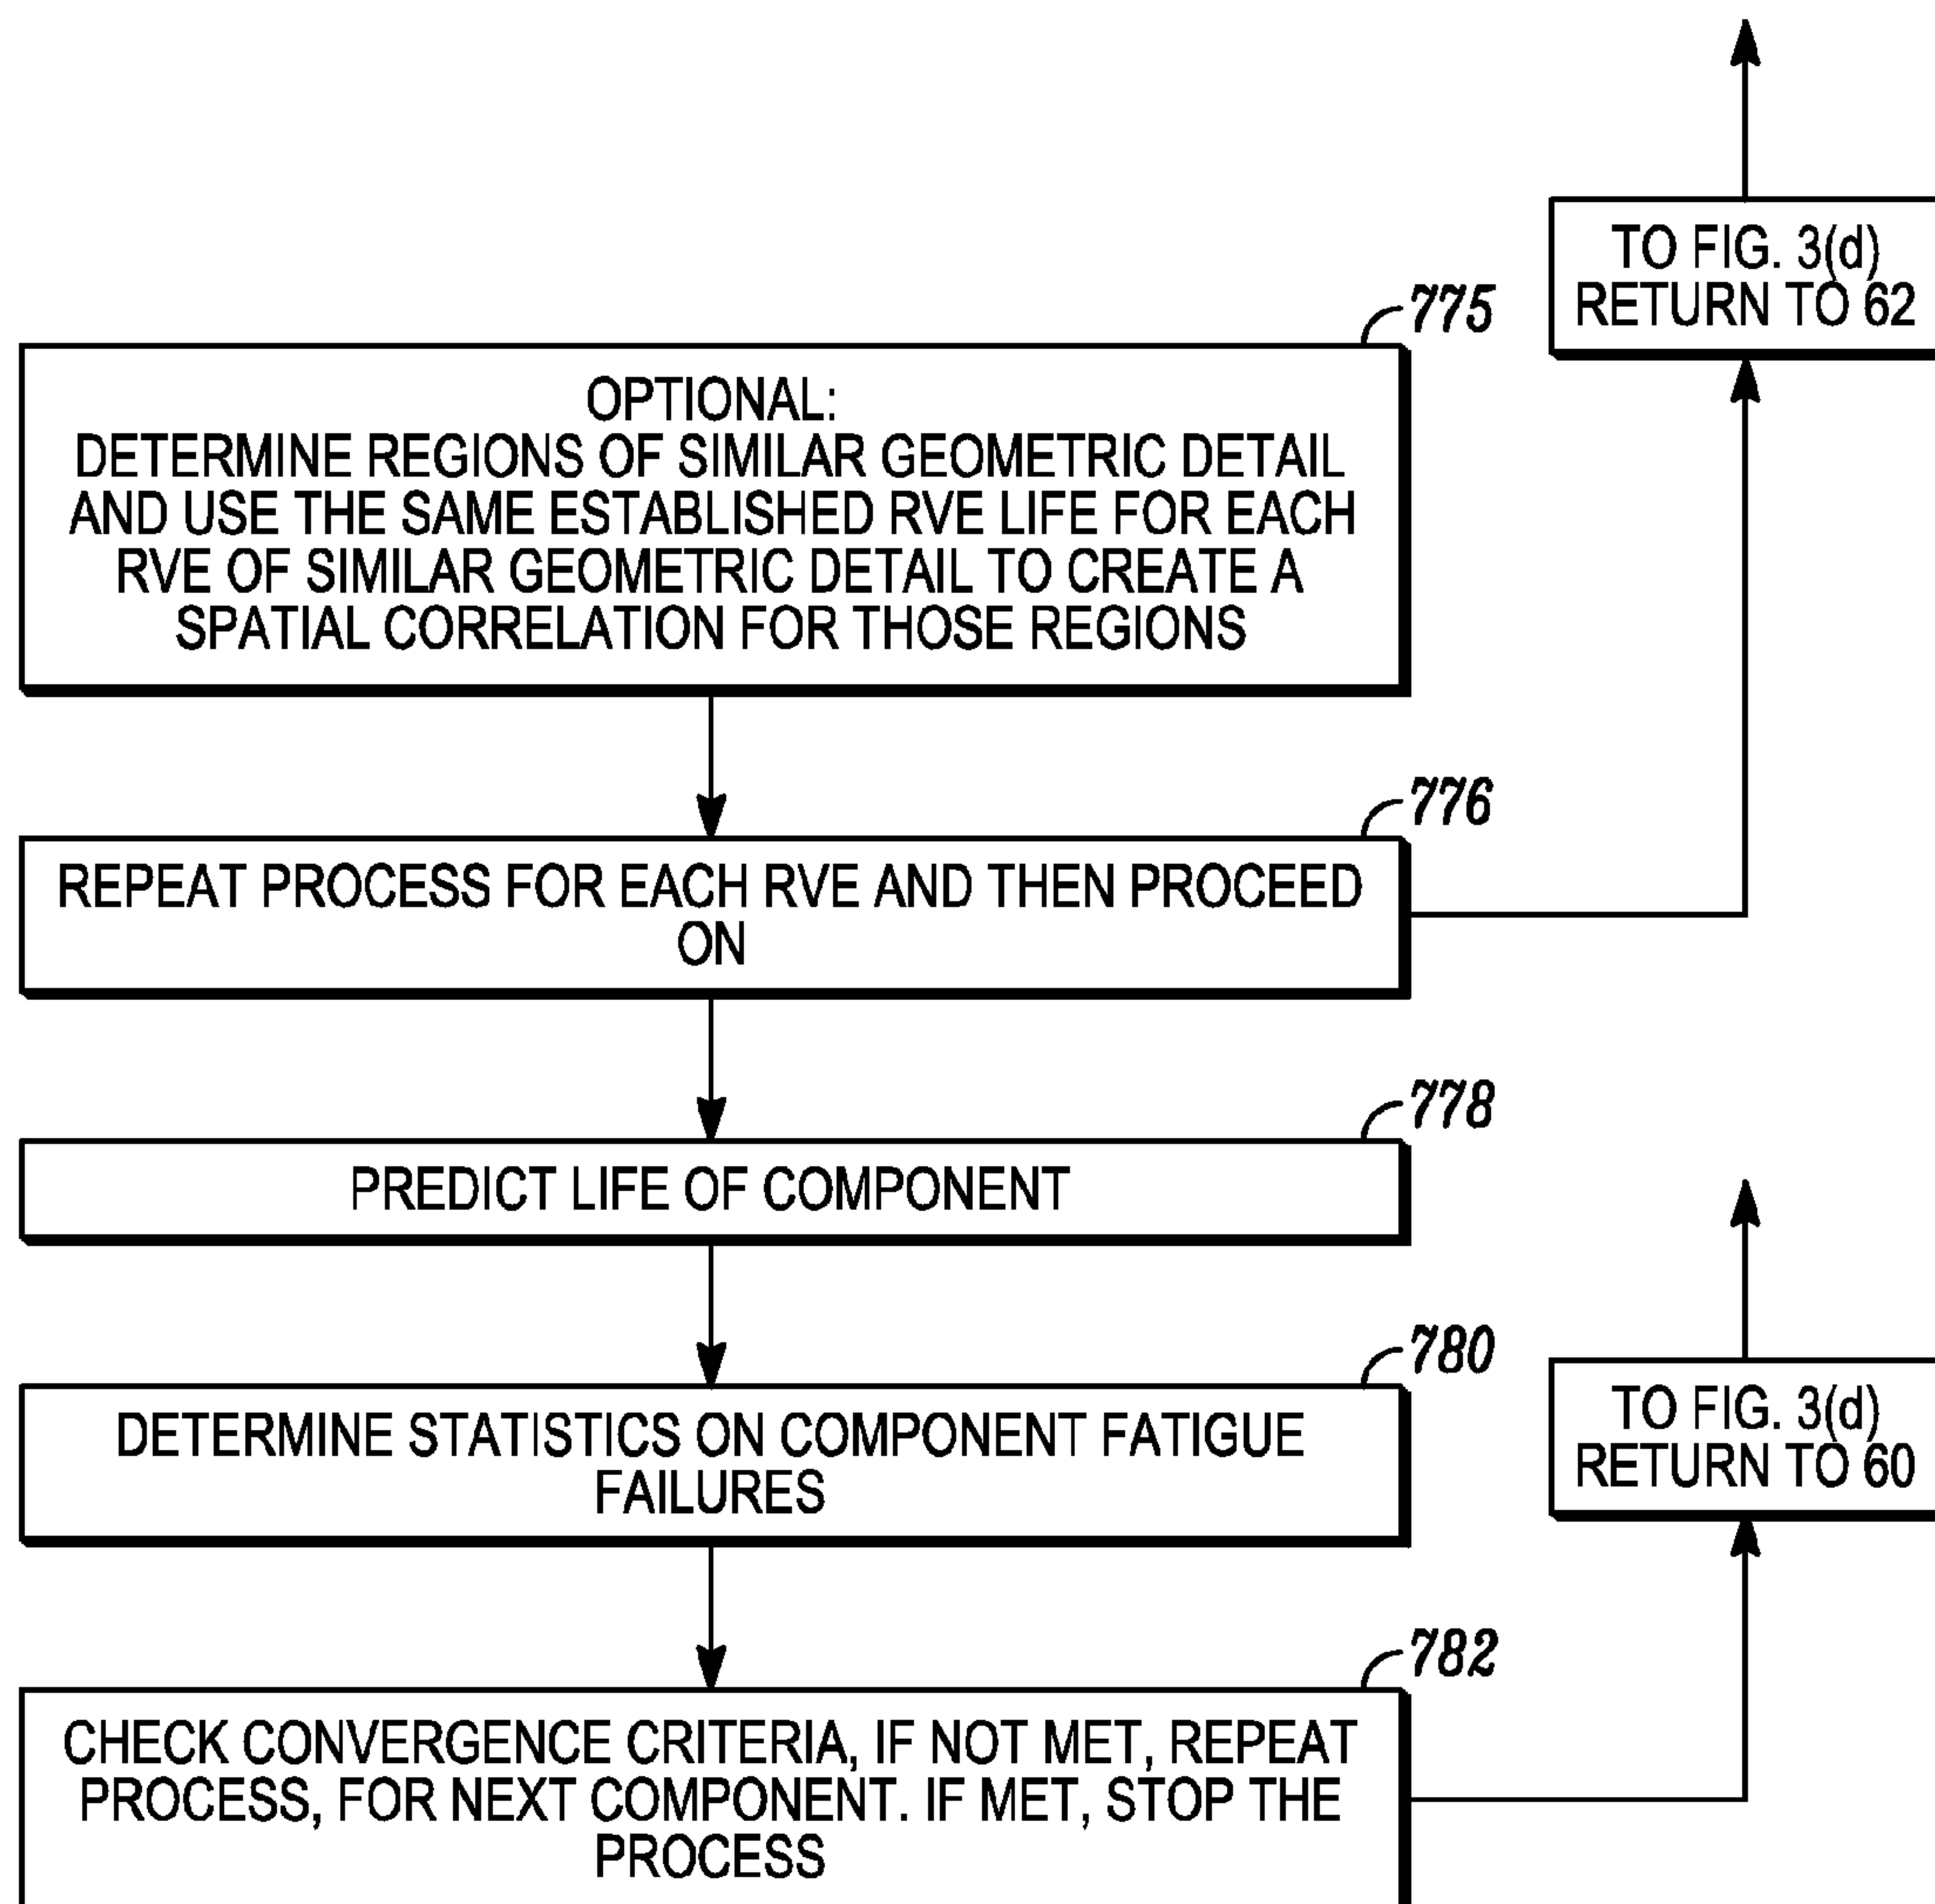 TO FIG. 3(d)
RETURN TO 62
775
OPTIONAL:
DETERMINE REGIONS OF SIMILAR GEOMETRIC DETAIL
AND USE THE SAME ESTABLISHED RVE LIFE FOR EACH
RVE OF SIMILAR GEOMETRIC DETAIL TO CREATE A
SPATIAL CORRELATION FOR THOSE REGIONS
776
REPEAT PROCESS FOR EACH RVE AND THEN PROCEED
ON
778
PREDICT LIFE OF COMPONENT
780
DETERMINE STATISTICS ON COMPONENT FATIGUE
FAILURES
TO FIG. 3(d)
RETURN TO 60
782
CHECK CONVERGENCE CRITERIA, IF NOT MET, REPEAT
PROCESS, FOR NEXT COMPONENT. IF MET, STOP THE
PROCESS